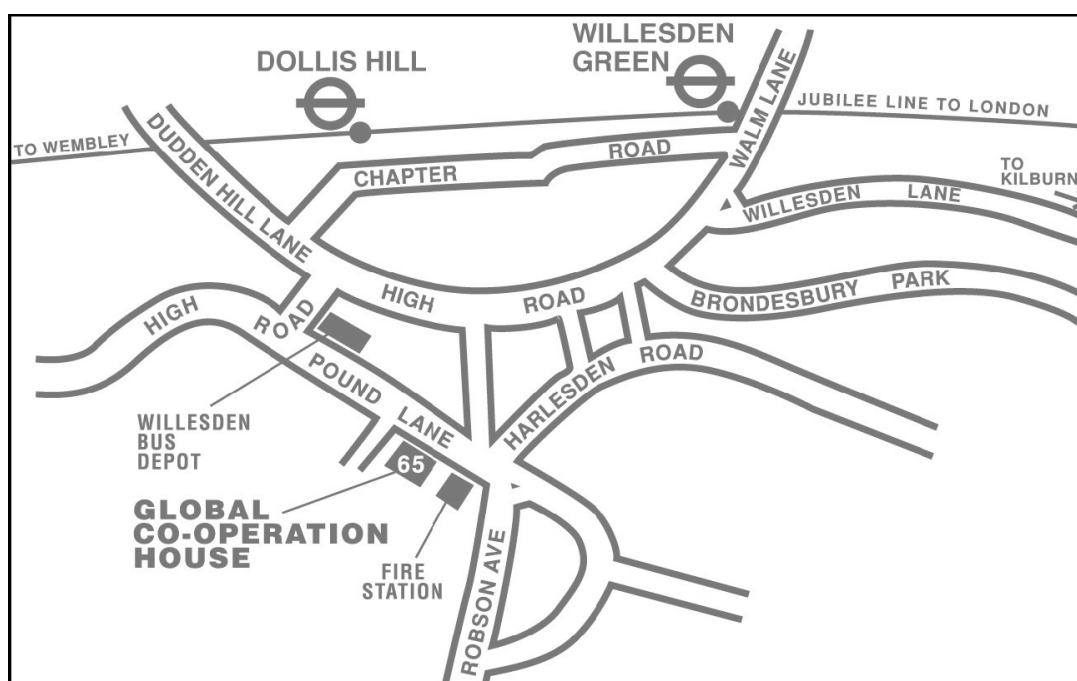 WILLESDEN
GREEN
DOLLIS HILL
JUBILEE LINE TO LONDON
TO WEMBLEY
DUDDEN HILL LANE
WALM LANE
CHAPTER ROAD
TO
KILBURN
WILLESDEN LANE
HIGH ROAD
BRONDESBURY PARK
HIGH ROAD
POUND LANE
HARLESDEN ROAD
WILLESDEN
BUS
DEPOT
65
GLOBAL
CO-OPERATION
HOUSE
FIRE
STATION
ROBSON AVE